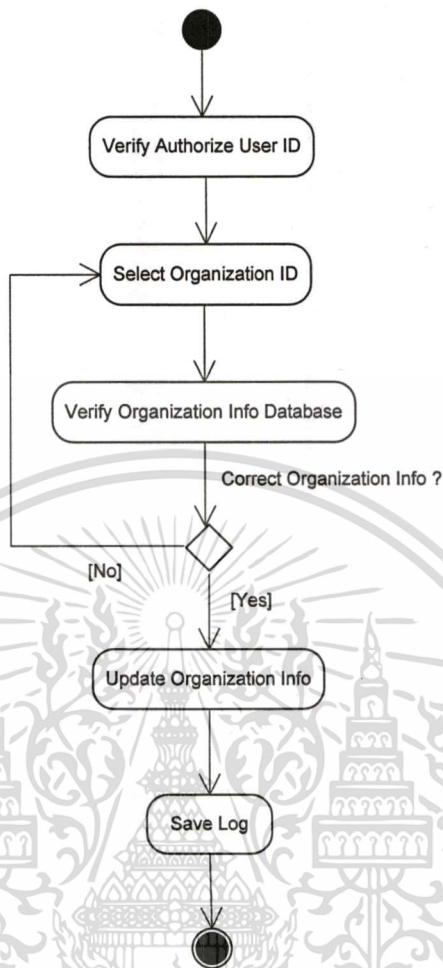 Verify Authorize User ID
Select Organization ID
Verify Organization Info Database
Correct Organization Info ?
[No]
[Yes]
Update Organization Info
Save Log